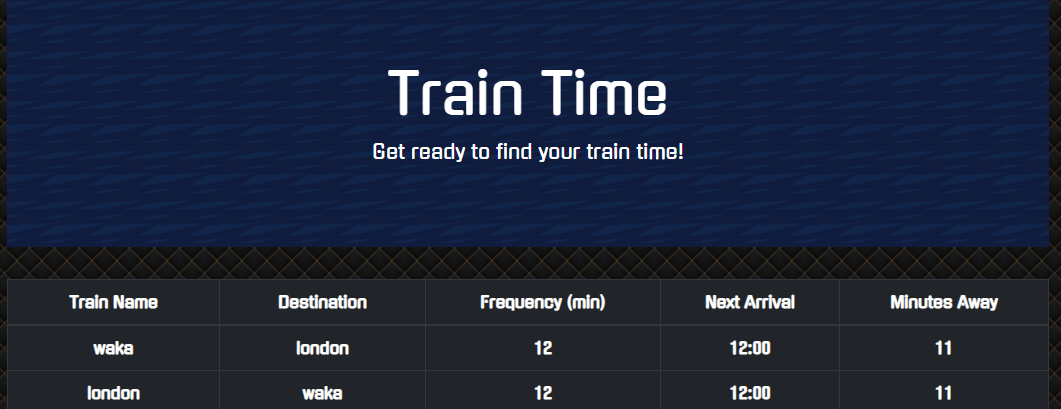 Train Time
Get ready to find your train time!
Train Name Destination Frequency (min) Next Arrival Minutes Away
waka london 12 12:00 11
london waka 12 12:00 11